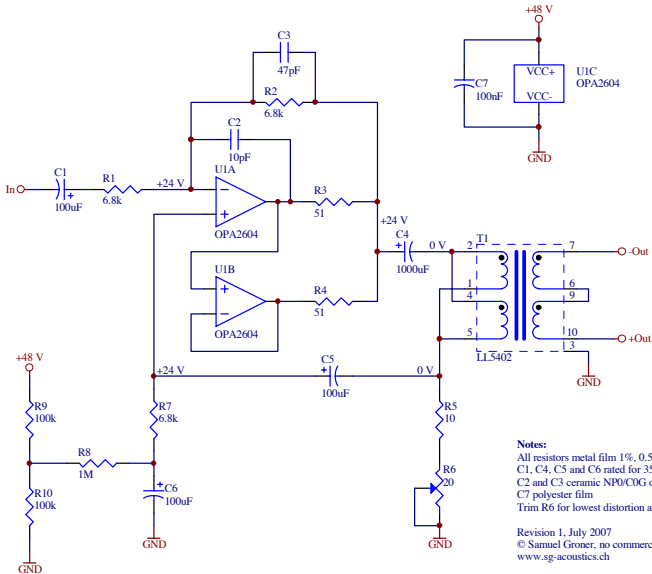 +48 V
C3
47pF
R2
6.8k
C7
100nF
VCC+
VCC-
U1C
OPA2604
GND
C2
10pF
U1A
In
C1
100uF
R1
6.8k
+24 V
OPA2604
R3
51
+24 V
C4
1000uF
0 V
T1
2
1
4
5
7
6
9
10
3
-Out
+Out
LL5402
GND
U1B
OPA2604
R4
51
+48 V
+24 V
C5
100uF
0 V
R9
100k
R7
6.8k
R5
10
R8
1M
R10
100k
C6
100uF
R6
20
GND
GND
GND
Notes:
All resistors metal film 1%, 0.5
C1, C4, C5 and C6 rated for 35
C2 and C3 ceramic NP0/C0G
C7 polyester film
Trim R6 for lowest distortion a
Revision 1, July 2007
© Samuel Groner, no commerc
www.sg-acoustics.ch